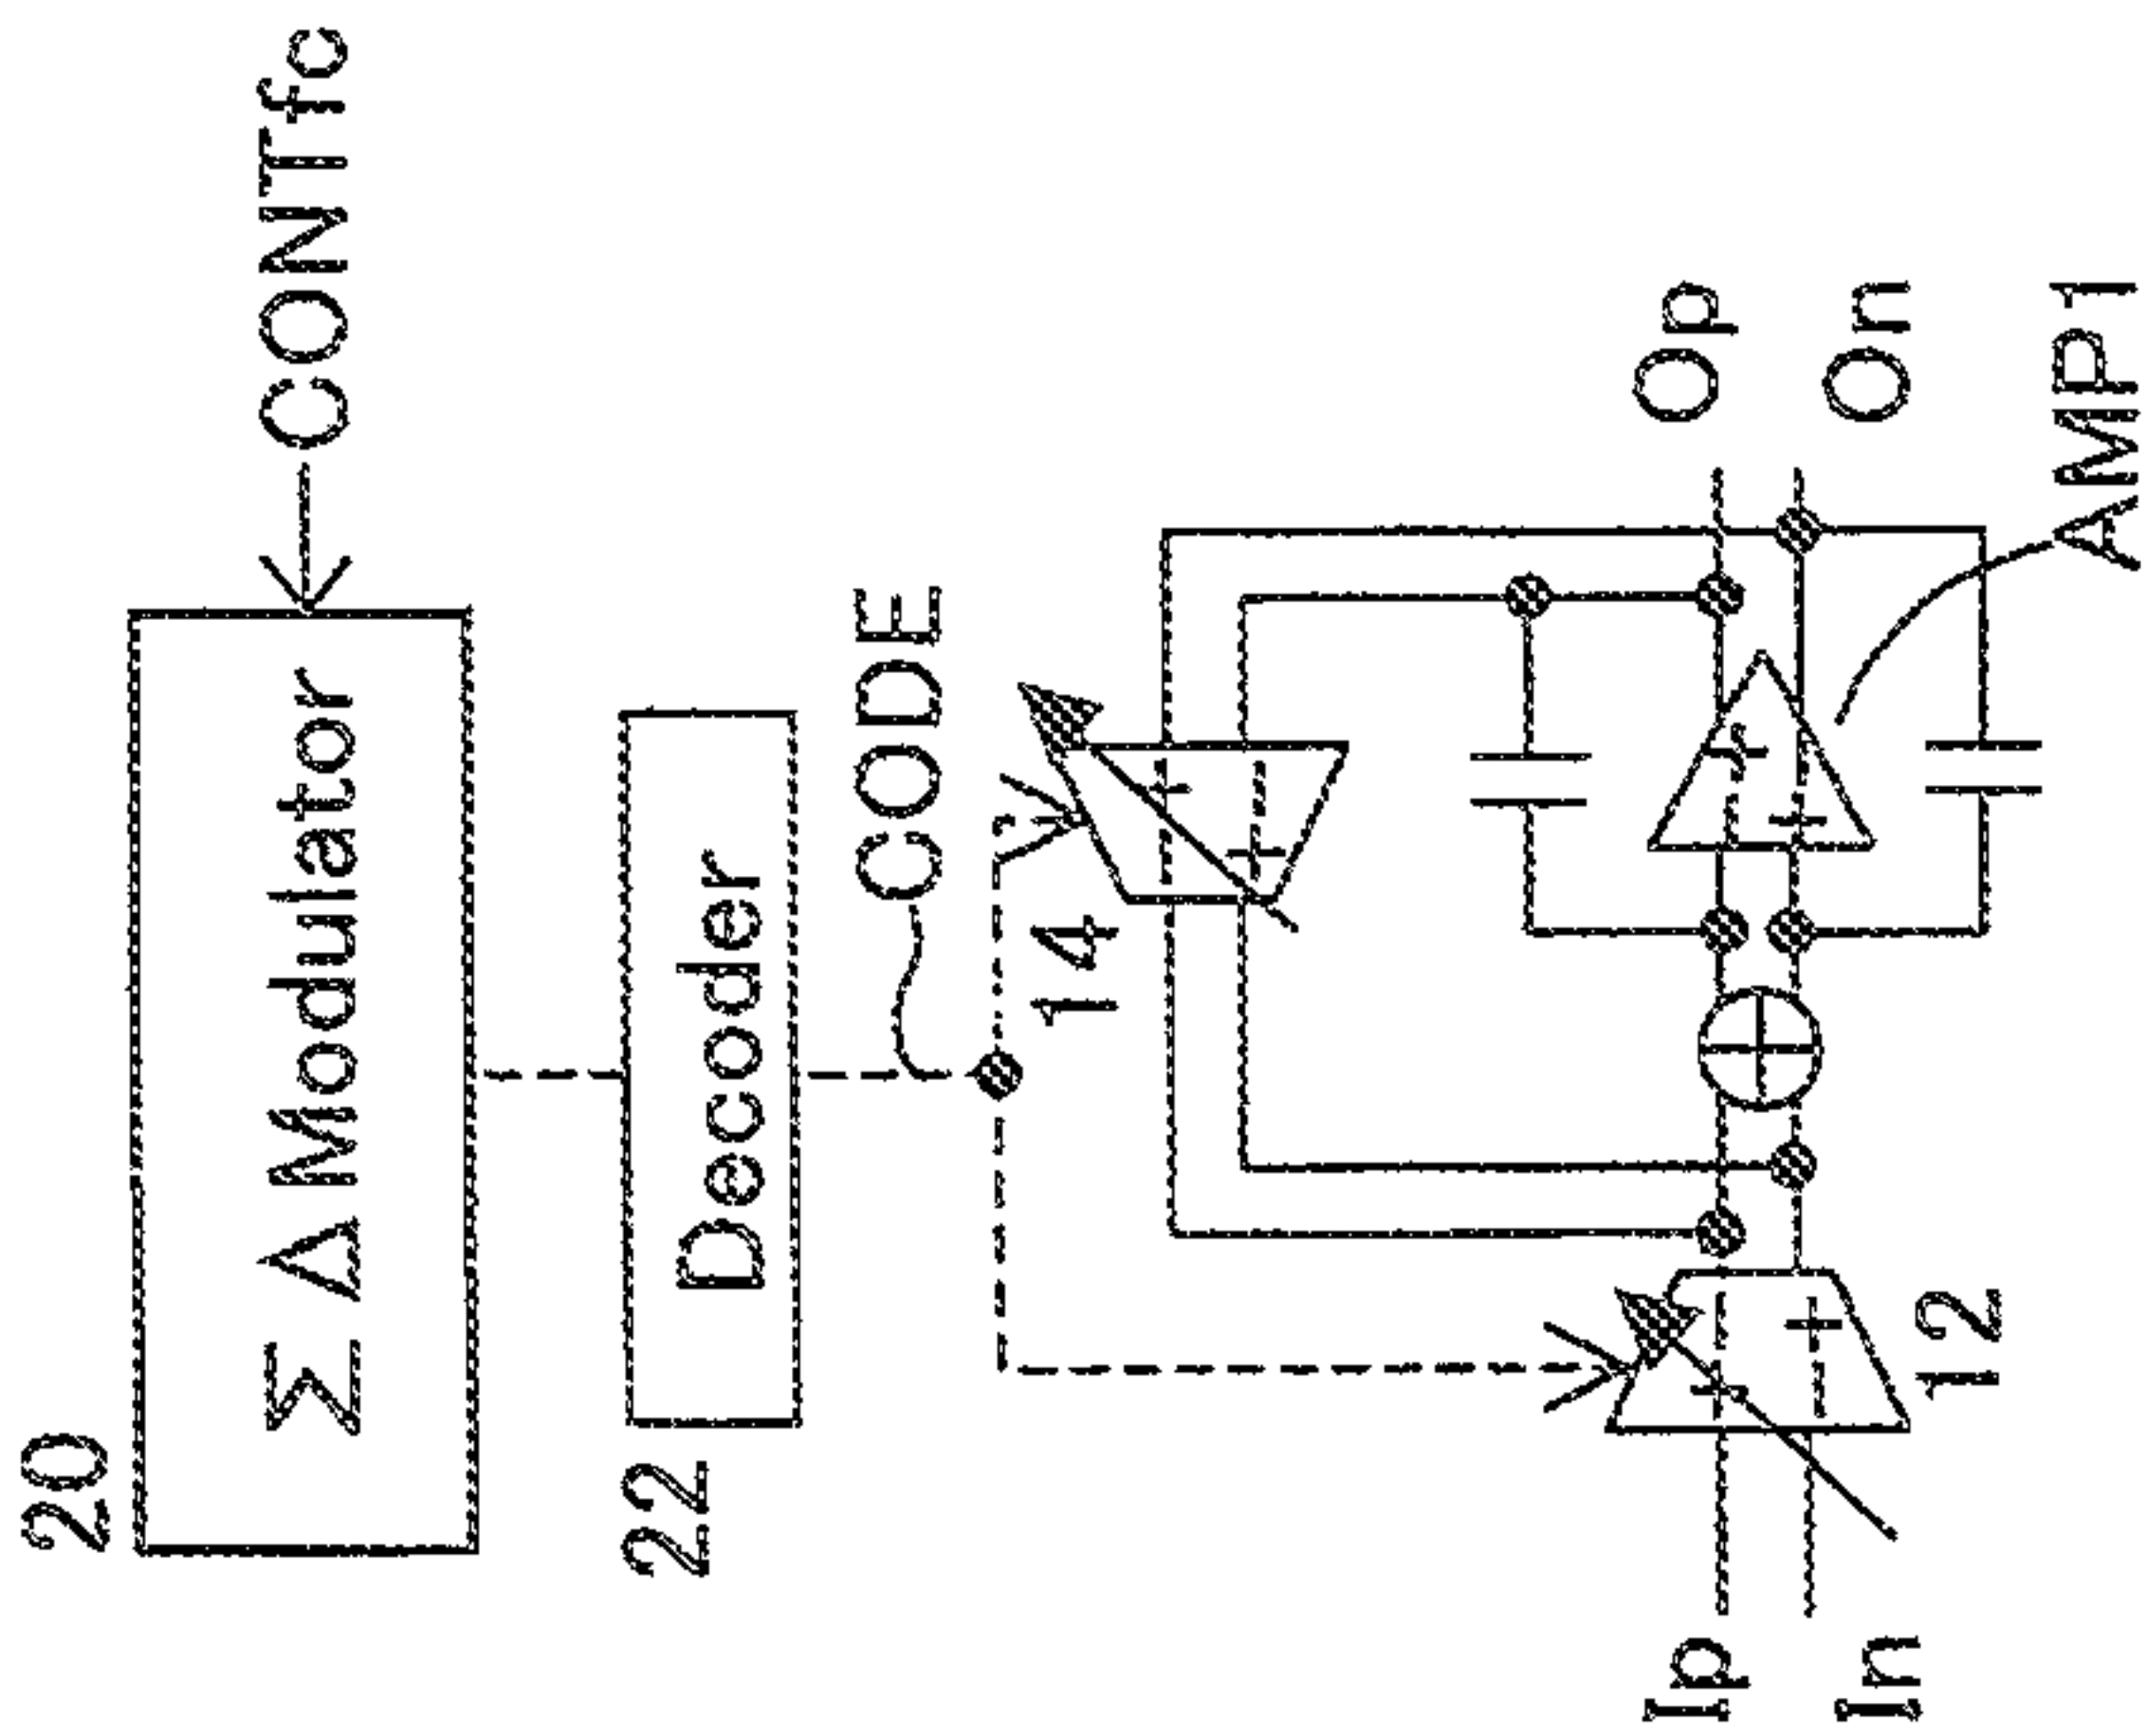 20
ΣΔ Modulator
CONTfc
22
Decoder
CODE
14
Ip
In
12
Op
On
AMP1